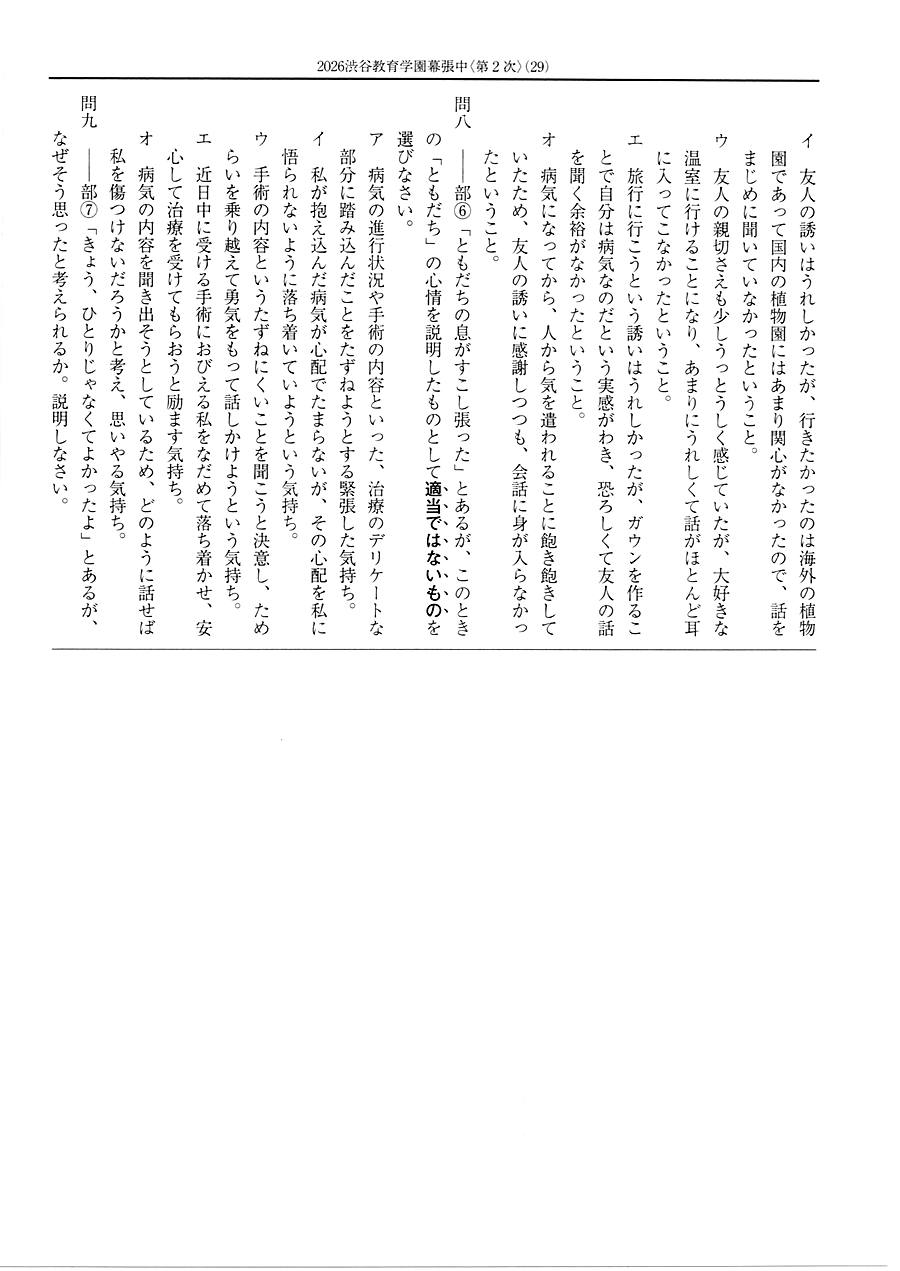 2026渋谷教育学園幕張中〈第2次〉(29)
イ 友人の誘いはうれしかったが、行きたかったのは海外の植物
園であって国内の植物園にはあまり関心がなかったので、話を
まじめに聞いていなかったということ。
ウ 友人の親切さえも少しうっとうしく感じていたが、大好きな
温室に行けることになり、あまりにうれしくて話がほとんど耳
に入ってこなかったということ。
エ 旅行に行こうという誘いはうれしかったが、ガウンを作るこ
とで自分は病気なのだという実感がわき、恐ろしくて友人の話
を聞く余裕がなかったということ。
オ 病気になってから、人から気を遣われることに飽き飽きして
いたため、友人の誘いに感謝しつつも、会話に身が入らなかっ
たということ。
問八 ――部⑥「ともだちの息がすこし張った」とあるが、このとき
の「ともだち」の心情を説明したものとして適当ではないものを
選びなさい。
ア 病気の進行状況や手術の内容といった、治療のデリケートな
部分に踏み込んだことをたずねようとする緊張した気持ち。
イ 私が抱え込んだ病気が心配でたまらないが、その心配を私に
悟られないように落ち着いていようという気持ち。
ウ 手術の内容というたずねにくいことを聞こうと決意し、ため
らいを乗り越えて勇気をもって話しかけようという気持ち。
エ 近日中に受ける手術におびえる私をなだめて落ち着かせ、安
心して治療を受けてもらおうと励ます気持ち。
オ 病気の内容を聞き出そうとしているため、どのように話せば
私を傷つけないだろうかと考え、思いやる気持ち。
問九 ――部⑦「きょう、ひとりじゃなくてよかったよ」とあるが、
なぜそう思ったと考えられるか。説明しなさい。